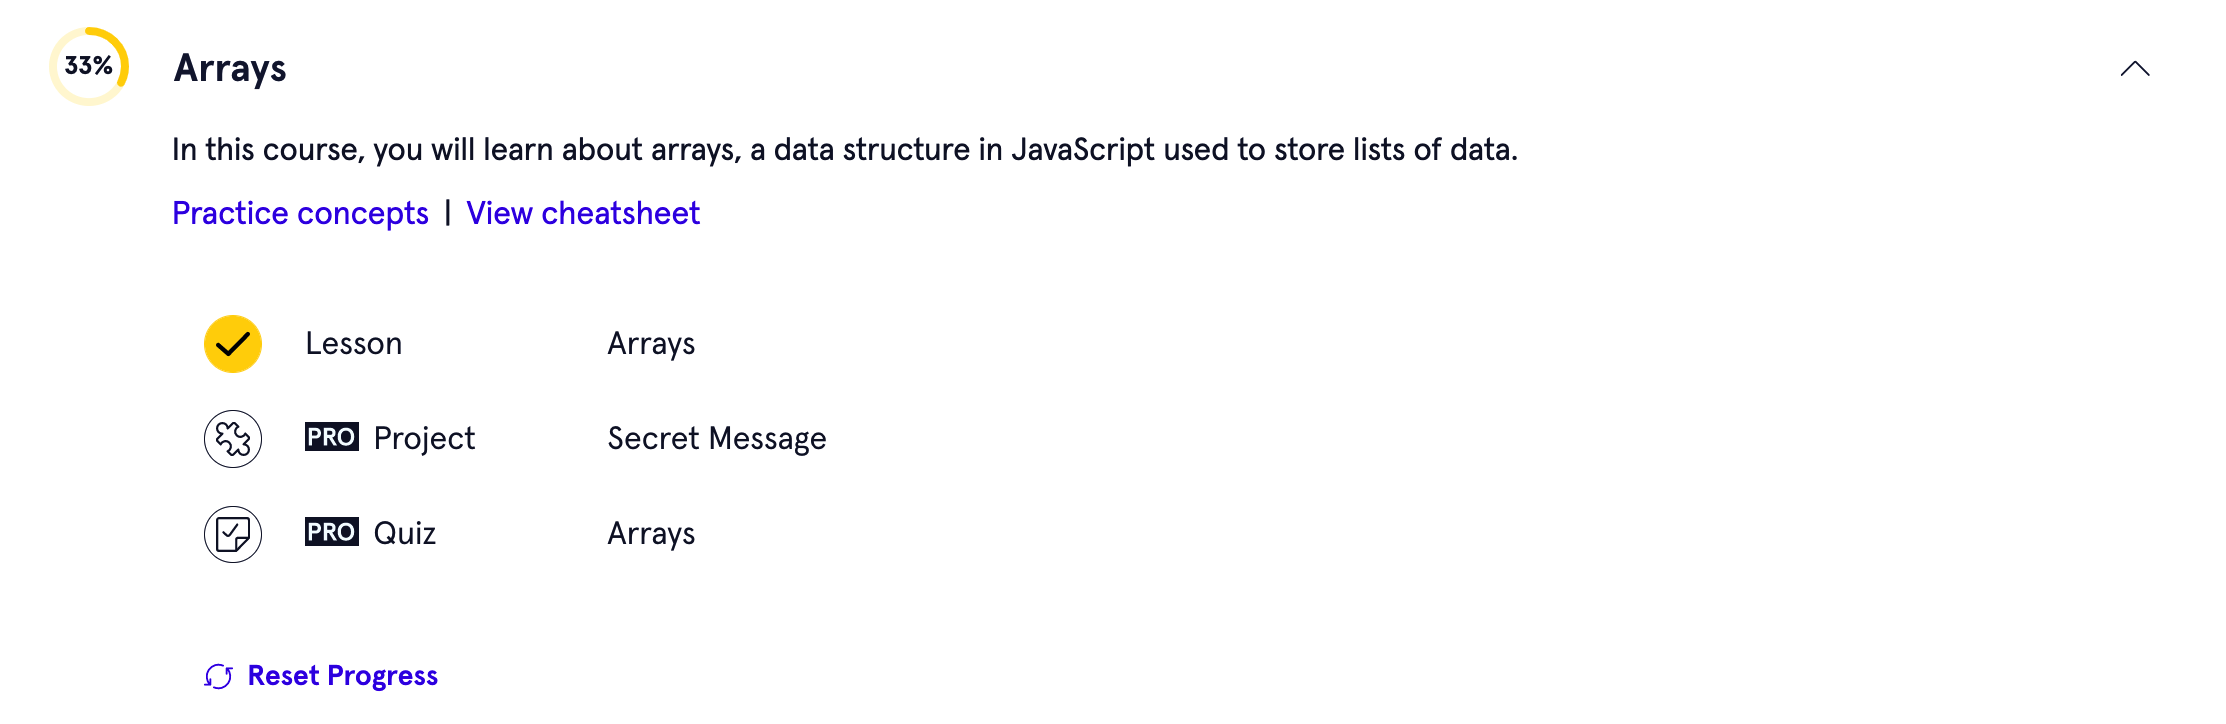 33% Arrays
In this course, you will learn about arrays, a data structure in JavaScript used to store lists of data.
Practice concepts | View cheatsheet
Lesson Arrays
PRO Project Secret Message
PRO Quiz Arrays
Reset Progress